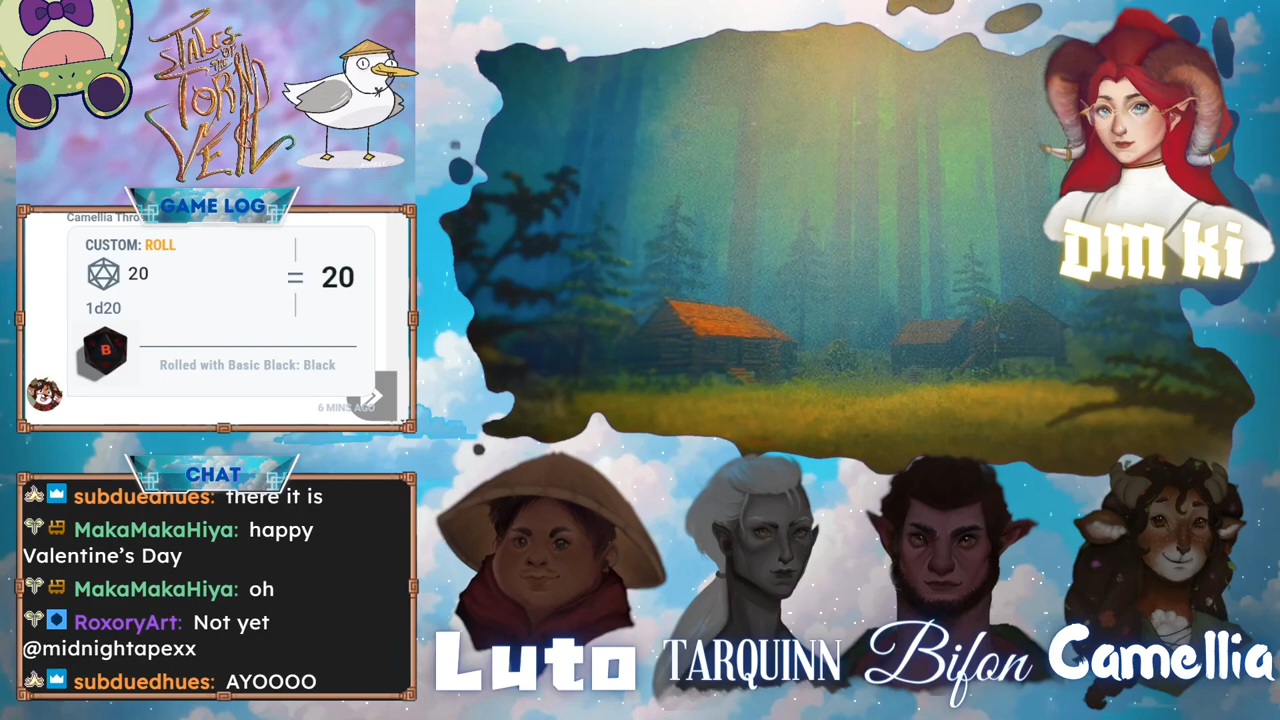 TALES
OF THE
TORN
VEIL
GAME LOG
Camellia Thro
CUSTOM: ROLL
20
= 20
1d20
B
Rolled with Basic Black: Black
6 MINS AGO
CHAT
subduedhues: there it is
MakaMakaHiya: happy
Valentine's Day
MakaMakaHiya: oh
RoxoryArt: Not yet
@midnightapexx
subduedhues: AYOOOO
DM Ki
Luto
TARQUINN
Bifon
Camellia